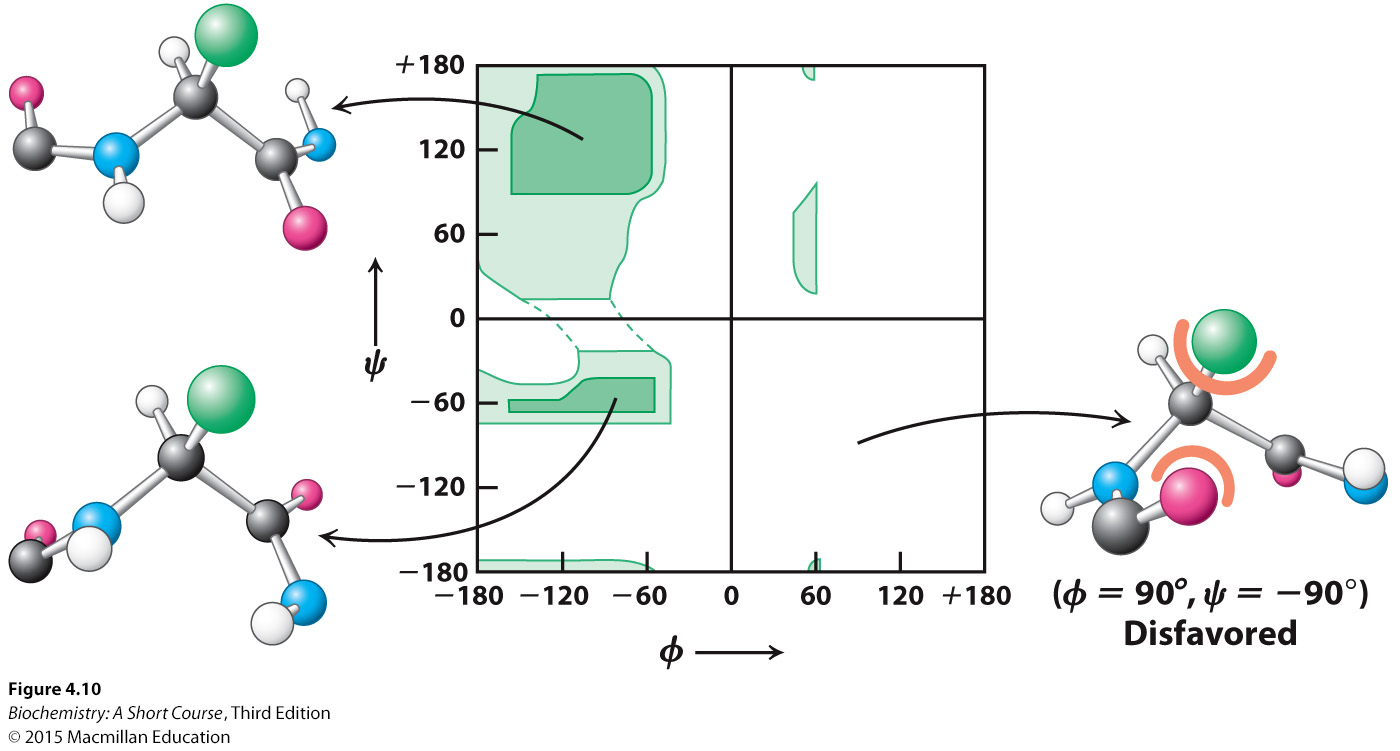 +180
120
60
0
−60
−120
−180
ψ
−180 −120 −60 0 60 120 +180
ϕ
(ϕ = 90°, ψ = −90°)
Disfavored
Figure 4.10
Biochemistry: A Short Course, Third Edition
© 2015 Macmillan Education